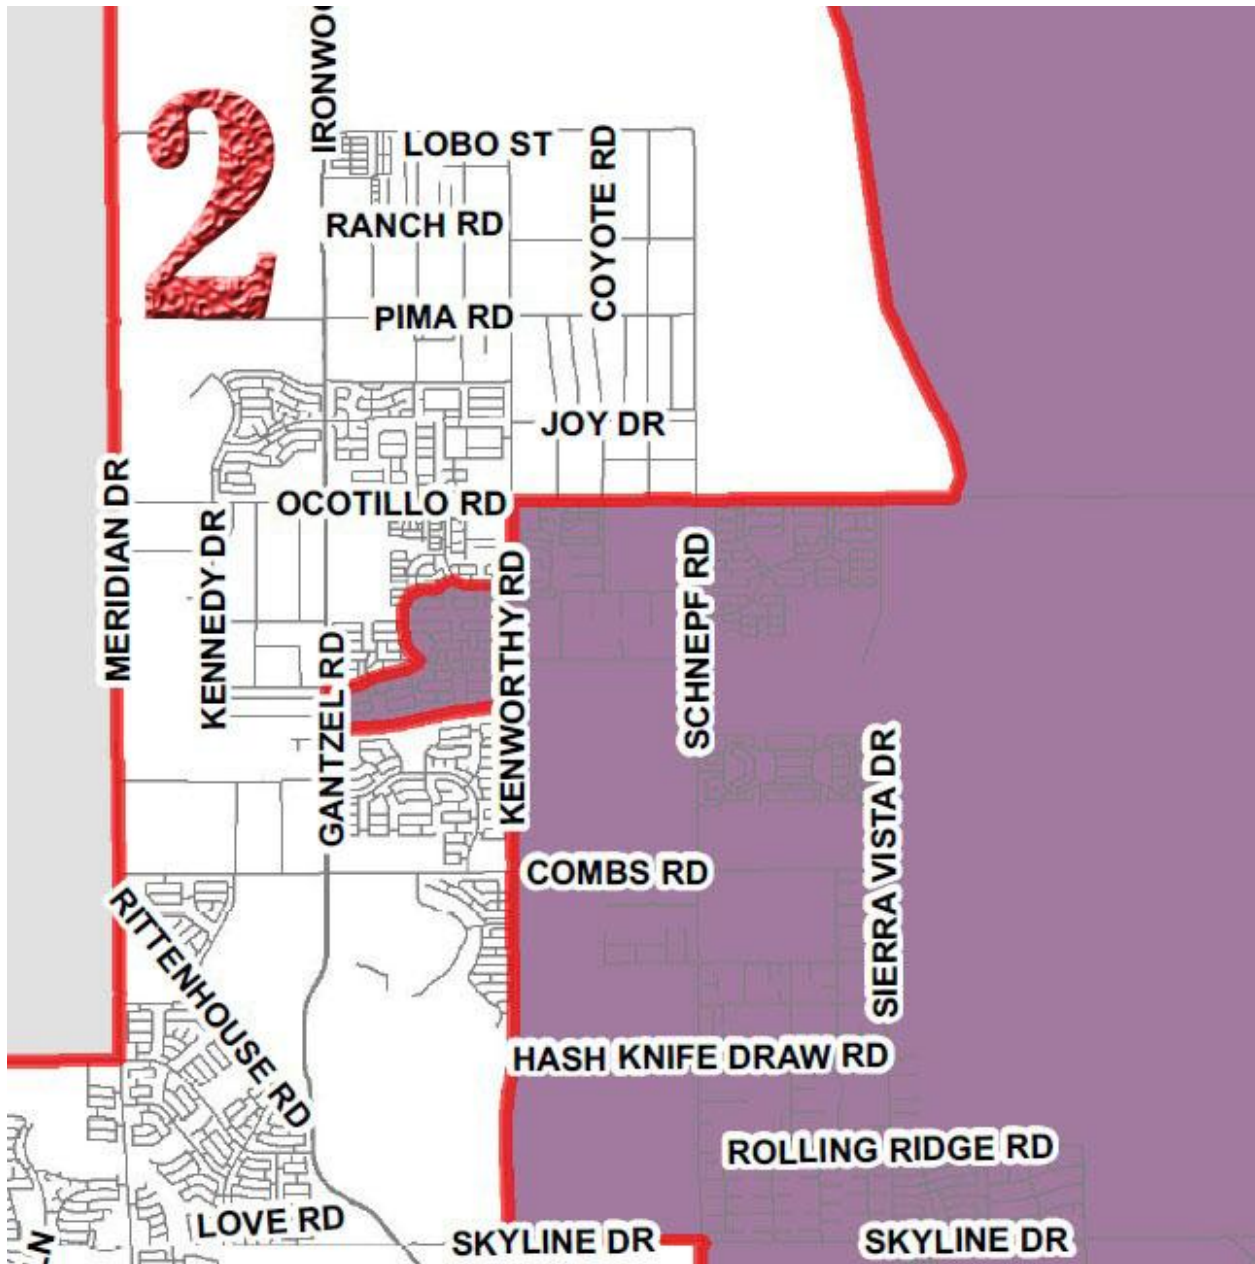 IRONWO
2
LOBO ST
COYOTE RD
RANCH RD
PIMA RD
JOY DR
MERIDIAN DR
OCOTILLO RD
KENNEDY DR
KENWORTHY RD
SCHNEPF RD
GANTZEL RD
SIERRA VISTA DR
COMBS RD
RITTENHOUSE RD
HASH KNIFE DRAW RD
ROLLING RIDGE RD
LOVE RD
SKYLINE DR
SKYLINE DR
LN